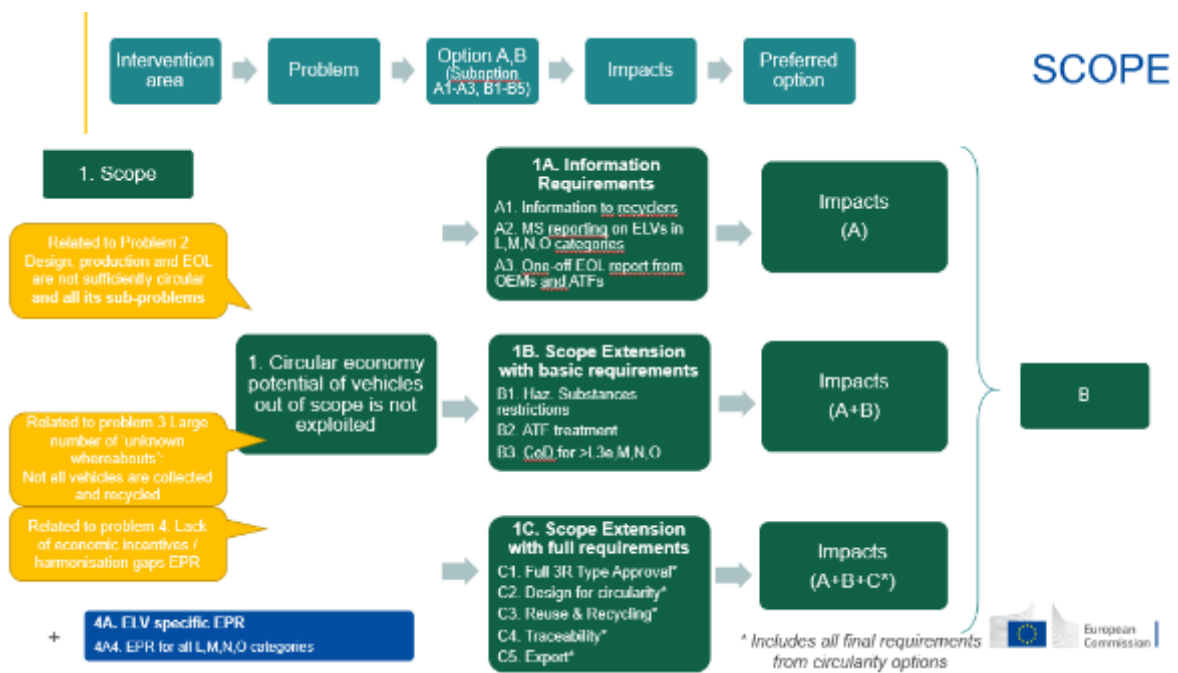 Intervention
area
Problem
Option A,B
(Suboption
A1-A3, B1-B5)
Impacts
Preferred
option
SCOPE
1. Scope
Related to Problem 2
Design, production and EOL
are not sufficiently circular
and all its sub-problems
Related to problem 3 Large
number of 'unknown
whereabouts':
Not all vehicles are collected
and recycled
Related to problem 4: Lack
of economic incentives /
harmonisation gaps EPR
1. Circular economy
potential of vehicles
out of scope is not
exploited
1A. Information
Requirements
A1. Information to recyclers
A2. MS reporting on ELVs in
L,M,N,O categories
A3. One-off EOL report from
OEMs and ATFs
Impacts
(A)
1B. Scope Extension
with basic requirements
B1. Haz. Substances
restrictions
B2. ATF treatment
B3. CoD for >L3e,M,N,O
Impacts
(A+B)
B
1C. Scope Extension
with full requirements
C1. Full 3R Type Approval*
C2. Design for circularity*
C3. Reuse & Recycling*
C4. Traceability*
C5. Export*
Impacts
(A+B+C*)
+
4A. ELV specific EPR
4A4. EPR for all L,M,N,O categories
* Includes all final requirements
from circularity options
European
Commission